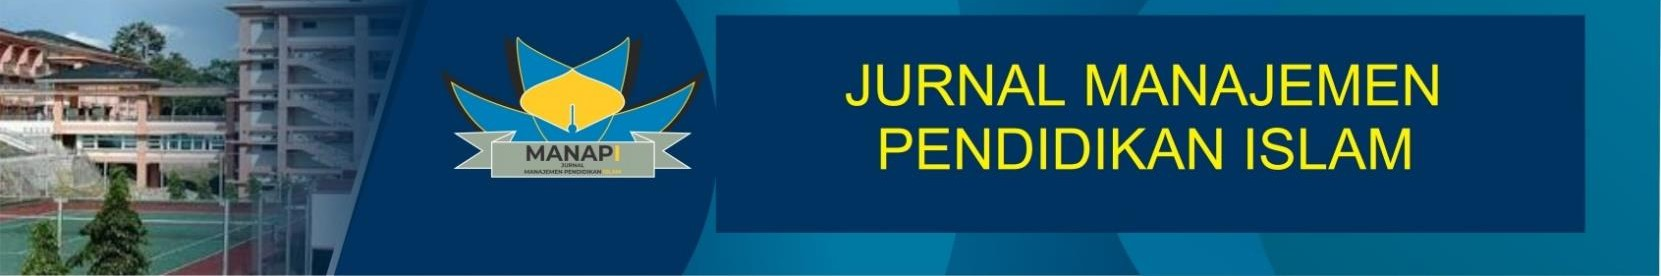 MANAPI
JURNAL
MANAJEMEN PENDIDIKAN ISLAM
JURNAL MANAJEMEN
PENDIDIKAN ISLAM